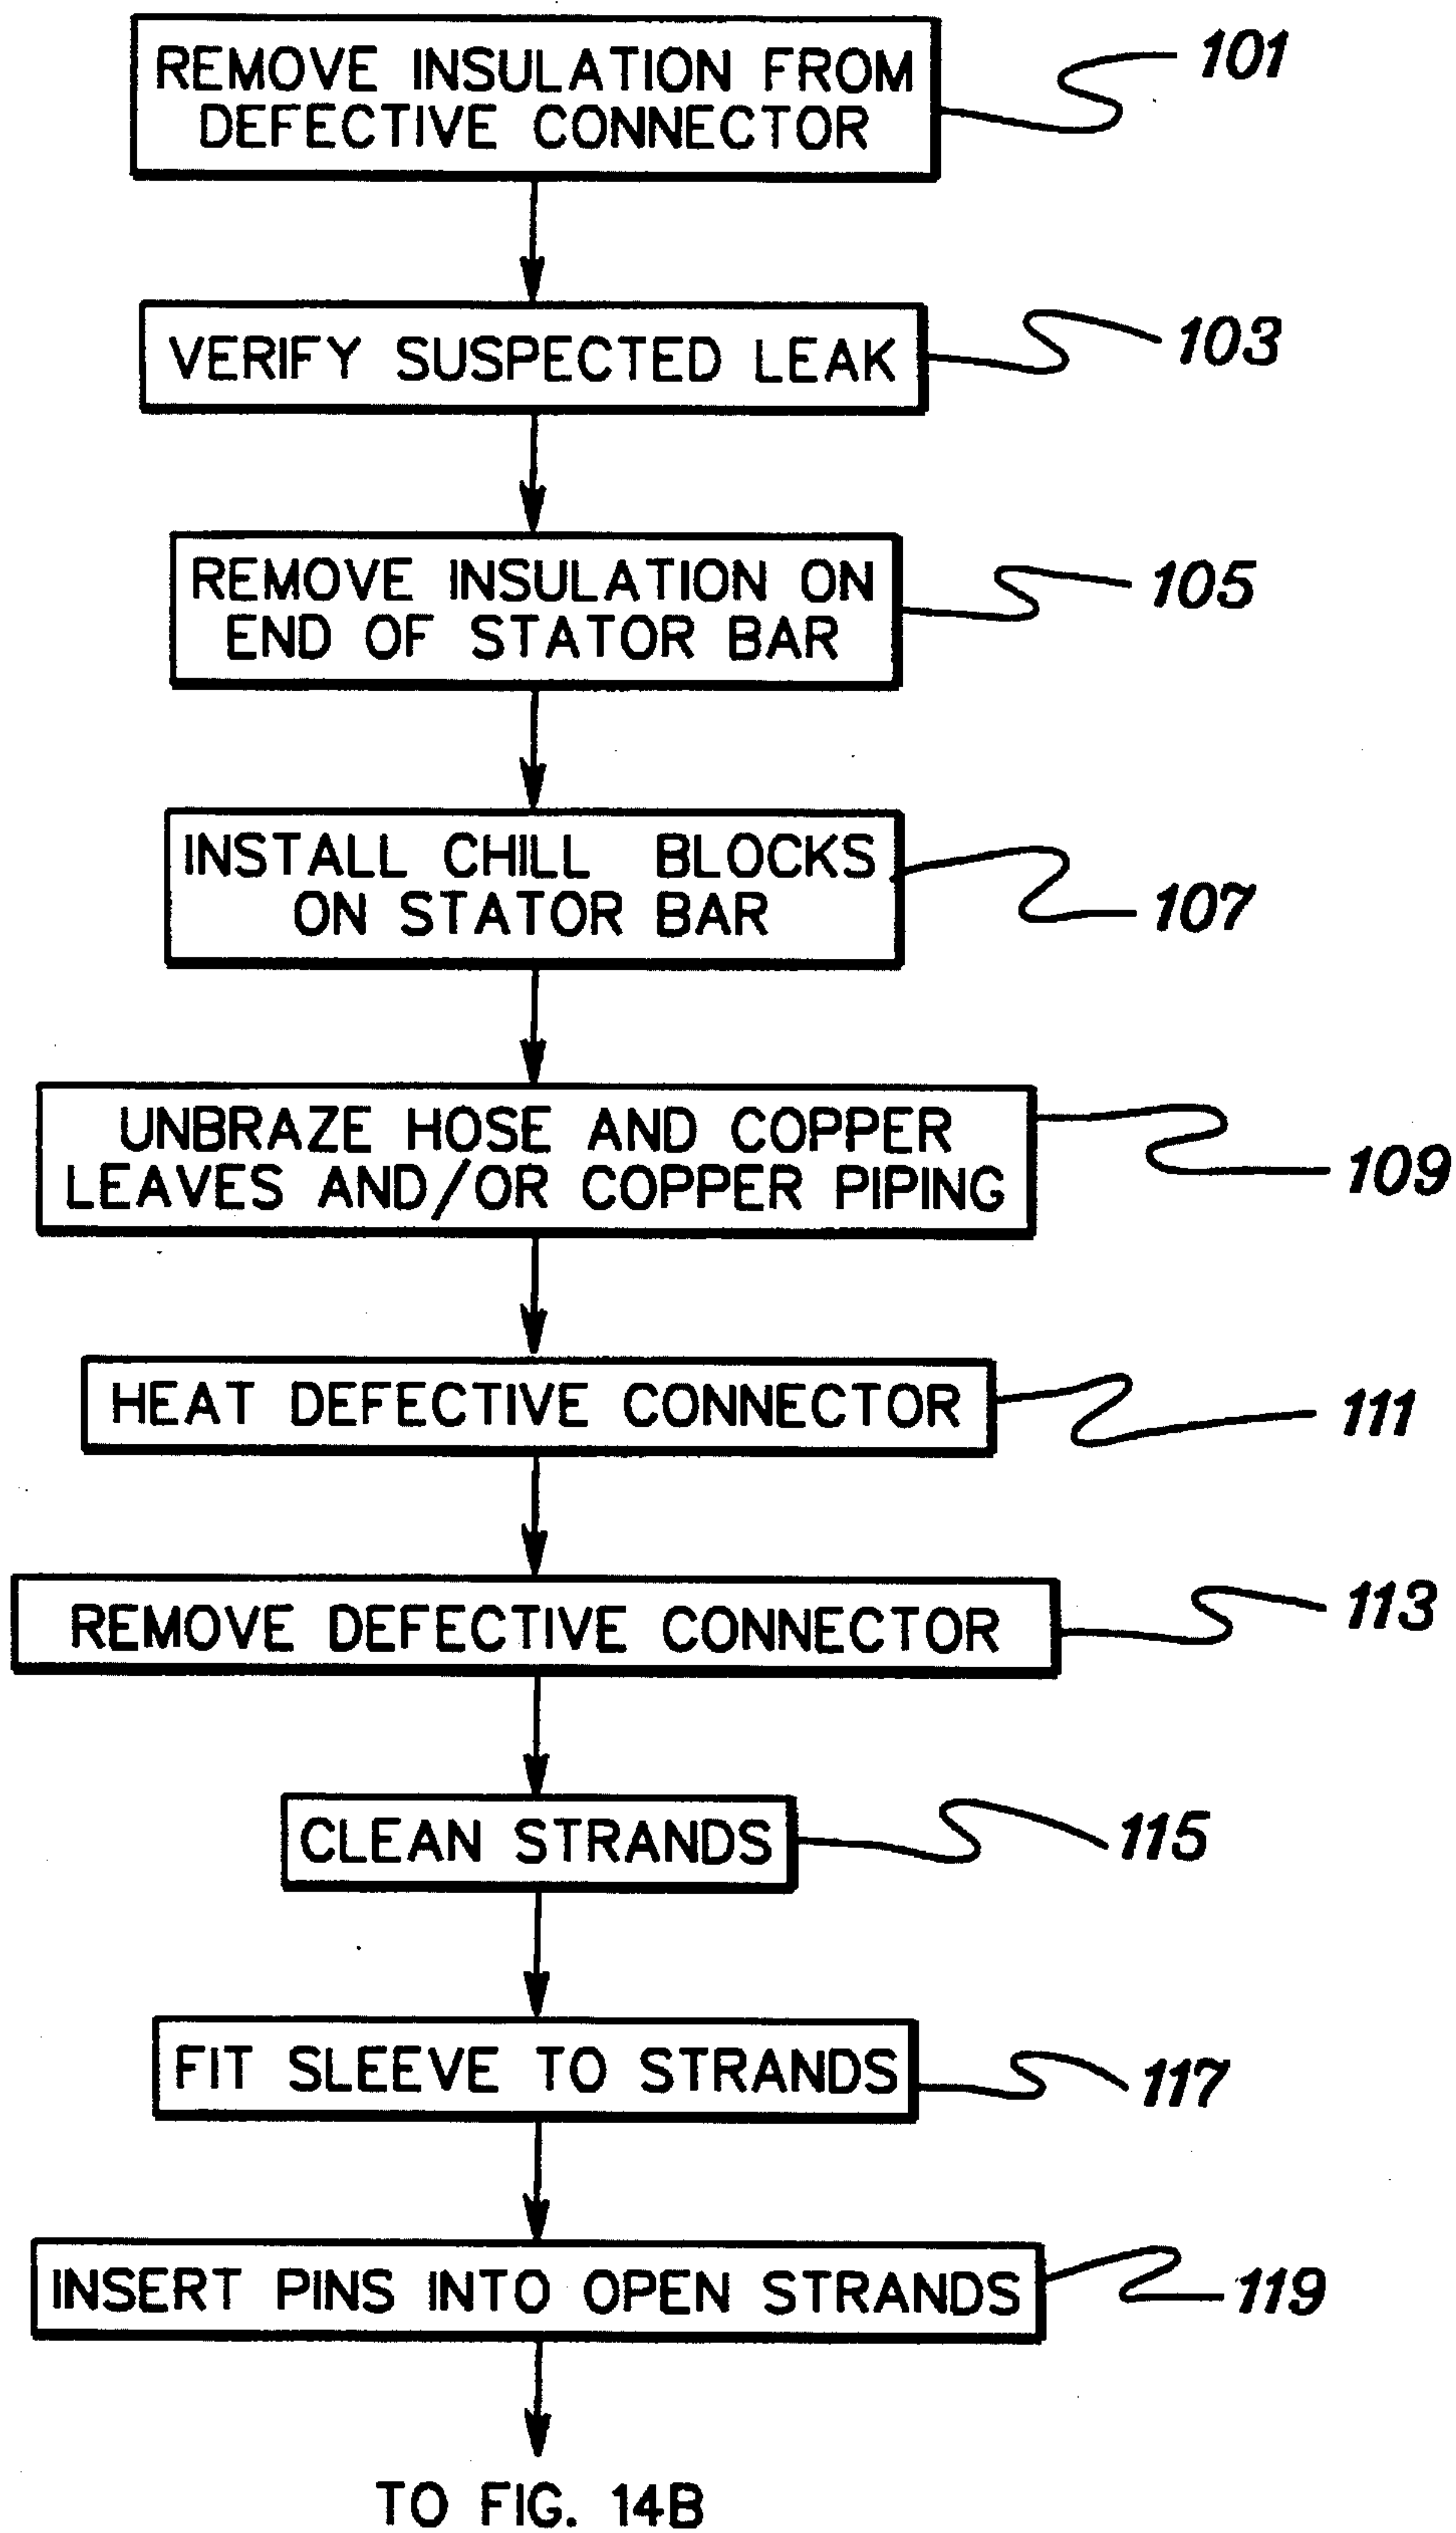 REMOVE INSULATION FROM
DEFECTIVE CONNECTOR
101
VERIFY SUSPECTED LEAK
103
REMOVE INSULATION ON
END OF STATOR BAR
105
INSTALL CHILL BLOCKS
ON STATOR BAR
107
UNBRAZE HOSE AND COPPER
LEAVES AND/OR COPPER PIPING
109
HEAT DEFECTIVE CONNECTOR
111
REMOVE DEFECTIVE CONNECTOR
113
CLEAN STRANDS
115
FIT SLEEVE TO STRANDS
117
INSERT PINS INTO OPEN STRANDS
119
TO FIG. 14B